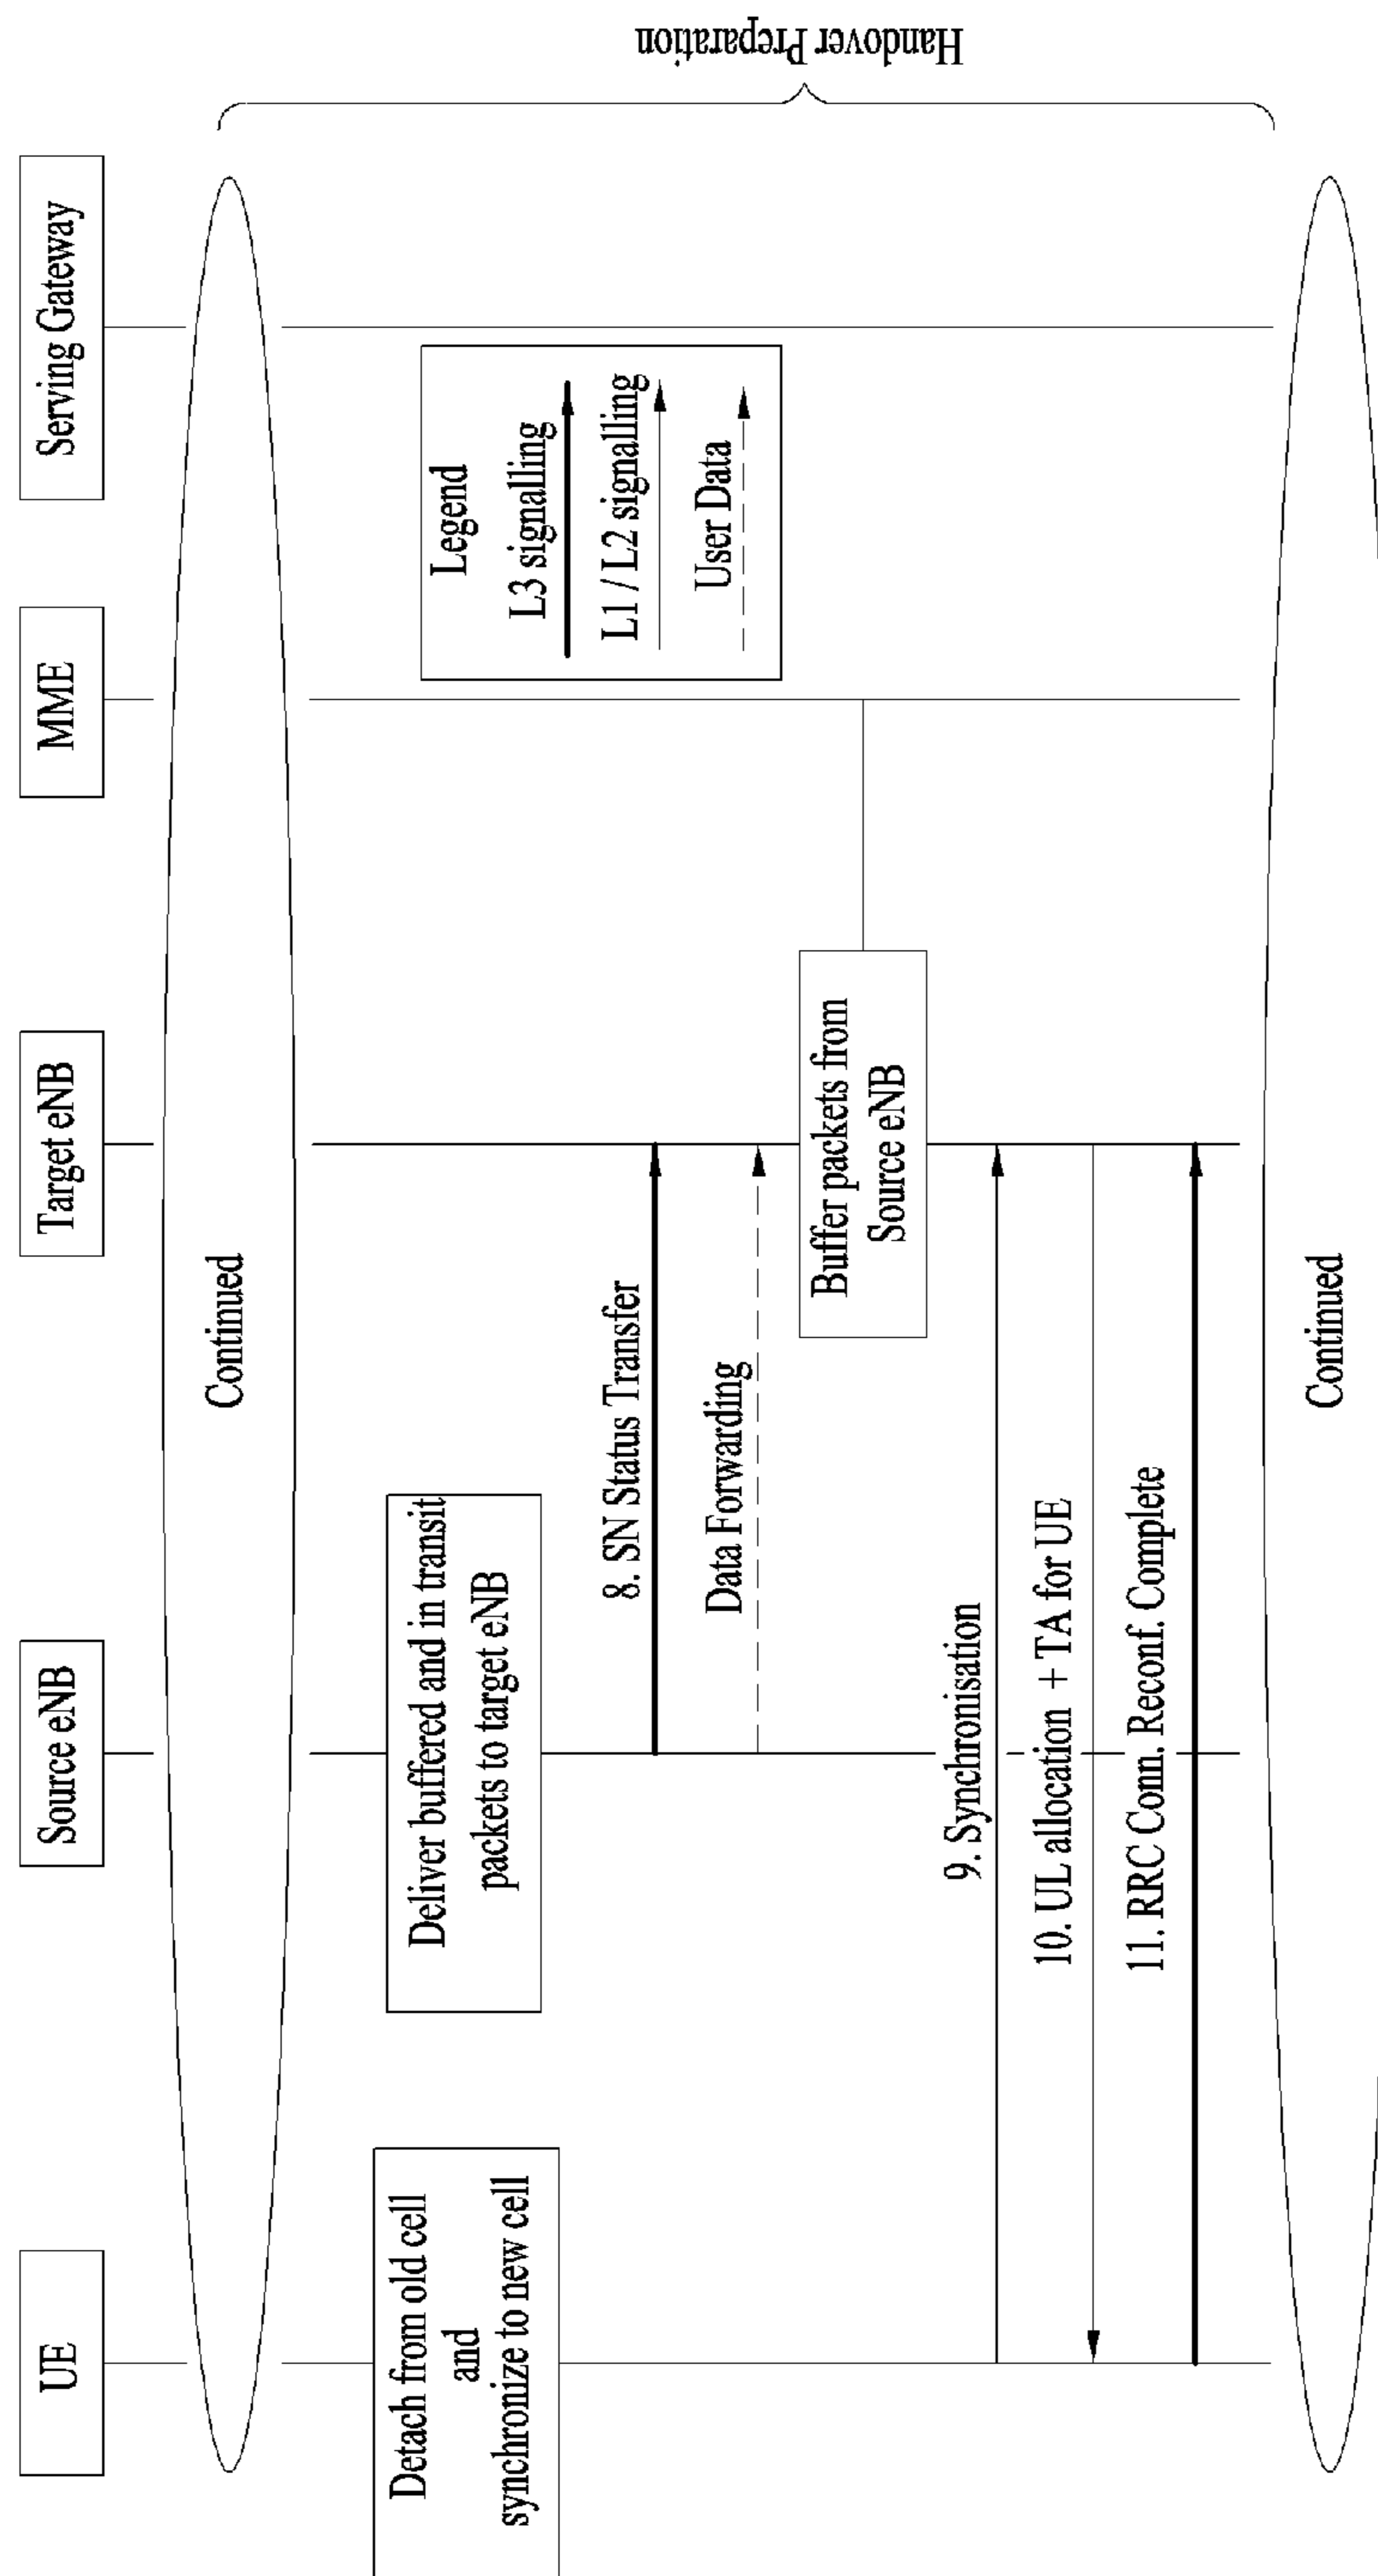 UE
Source eNB
Target eNB
MME
Serving Gateway
Continued
Detach from old cell
and
synchronize to new cell
Deliver buffered and in transit
packets to target eNB
Legend
L3 signalling
L1 / L2 signalling
User Data
8. SN Status Transfer
Data Forwarding
Buffer packets from
Source eNB
9. Synchronisation
10. UL allocation + TA for UE
11. RRC Conn. Reconf. Complete
Continued
Handover Preparation